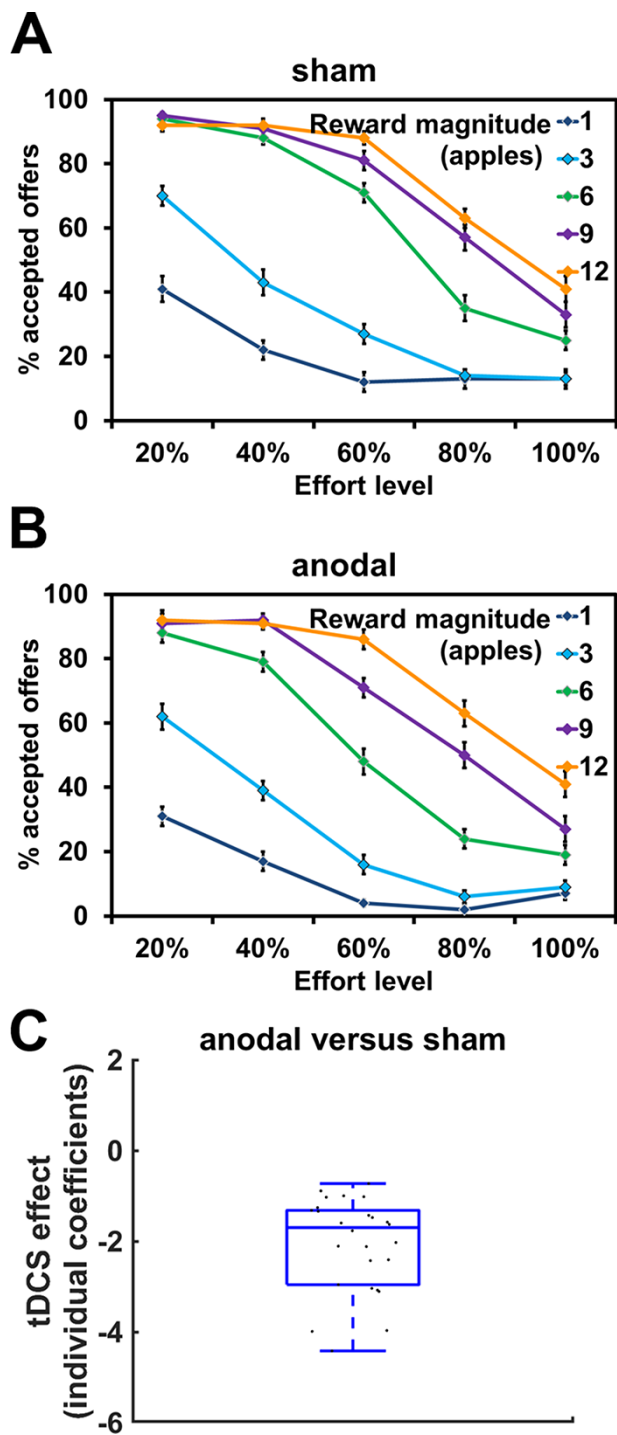 A
sham
100
80
60
40
20
0
% accepted offers
Reward magnitude
(apples)
1
3
6
9
12
20% 40% 60% 80% 100%
Effort level
B
anodal
100
80
60
40
20
0
% accepted offers
Reward magnitude
(apples)
1
3
6
9
12
20% 40% 60% 80% 100%
Effort level
C
anodal versus sham
2
0
-2
-4
-6
tDCS effect
(individual coefficients)